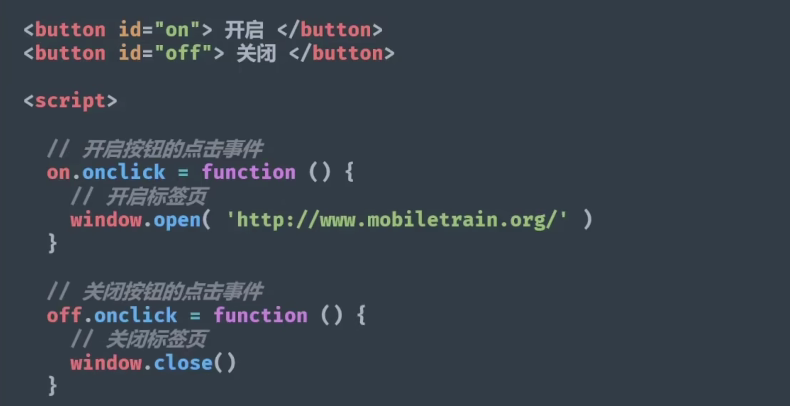 <button id="on"> 开启 </button>
<button id="off"> 关闭 </button>
<script>
// 开启按钮的点击事件
on.onclick = function () {
// 开启标签页
window.open( 'http://www.mobiletrain.org/' )
}
// 关闭按钮的点击事件
off.onclick = function () {
// 关闭标签页
window.close()
}